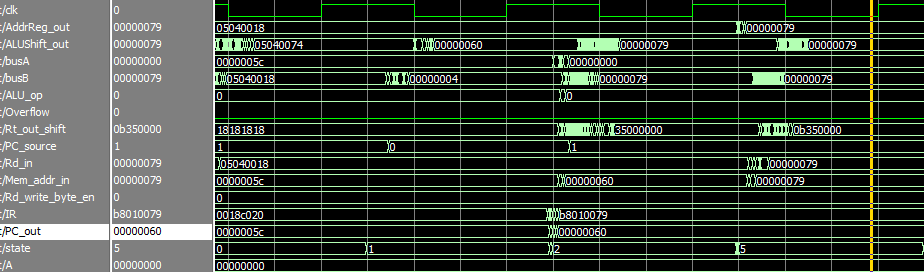 t/clk 0
t/AddrReg_out 00000079 05040018 00000079
t/ALUShift_out 00000079 05040074 00000060 00000079 00000079
t/busA 00000000 0000005c 00000000
t/busB 00000079 05040018 00000004 00000079 00000079
t/ALU_op 0 0 0
t/Overflow 0
t/Rt_out_shift 0b350000 18181818 35000000 0b350000
t/PC_source 1 1 0 1
t/Rd_in 00000079 05040018 00000079
t/Mem_addr_in 00000079 0000005c 00000060 00000079
t/Rd_write_byte_en 0 0
t/IR b8010079 0018c020 b8010079
t/PC_out 00000060 0000005c 00000060
t/state 5 0 1 2 5
t/A 00000000 00000000